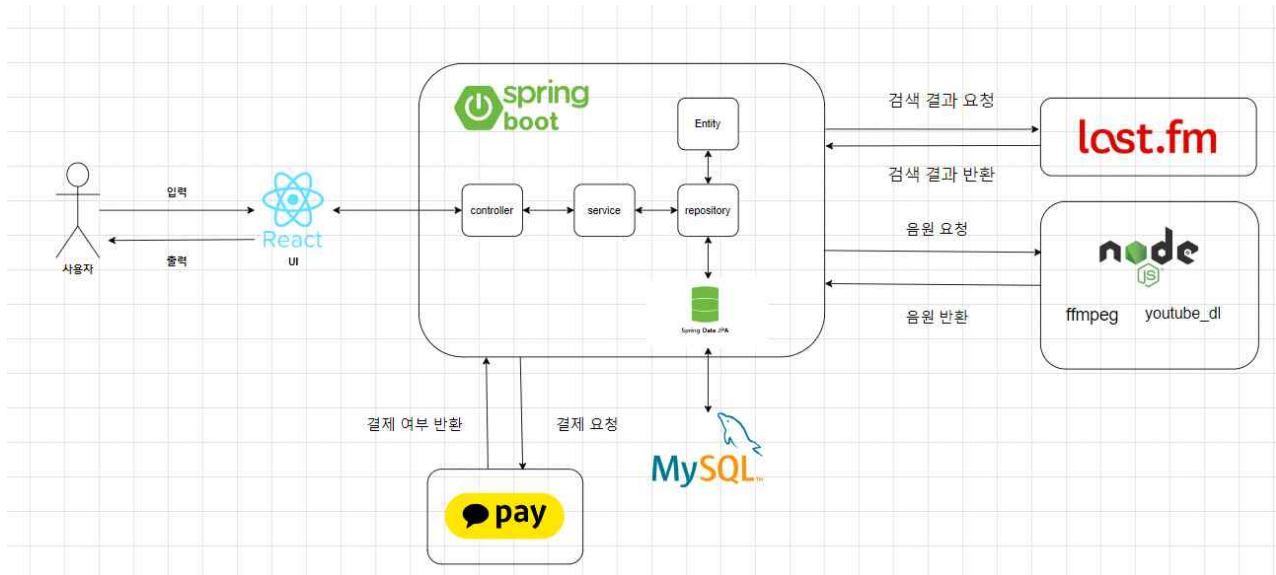 spring
boot
Entity
검색 결과 요청
last.fm
검색 결과 반환
입력
React
UI
출력
사용자
controller
service
repository
음원 요청
node
JS
ffmpeg
youtube_dl
음원 반환
Spring Data JPA
결제 여부 반환
결제 요청
MySQL™
pay